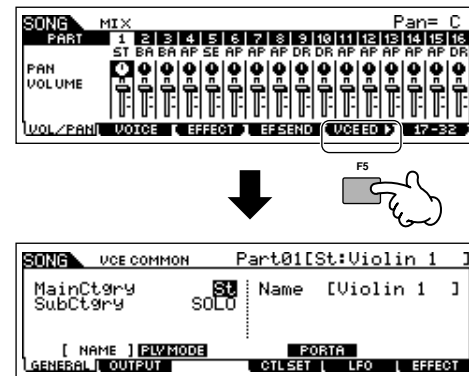 SONG MIX Pan= C
PART 1 2 3 4 5 6 7 8 9 10 11 12 13 14 15 16
ST BA BA AP SE AP AP AP DR DR AP AP AP AP AP DR
PAN
VOLUME
VOL/PAN VOICE EFFECT EF SEND VCE ED 17-32
F5
SONG VCE COMMON Part01[St:Violin 1 ]
MainCtgry St Name [Violin 1 ]
SubCtgry SOLO
[ NAME ] PLY MODE PORTA
GENERAL OUTPUT CTL SET LFO EFFECT